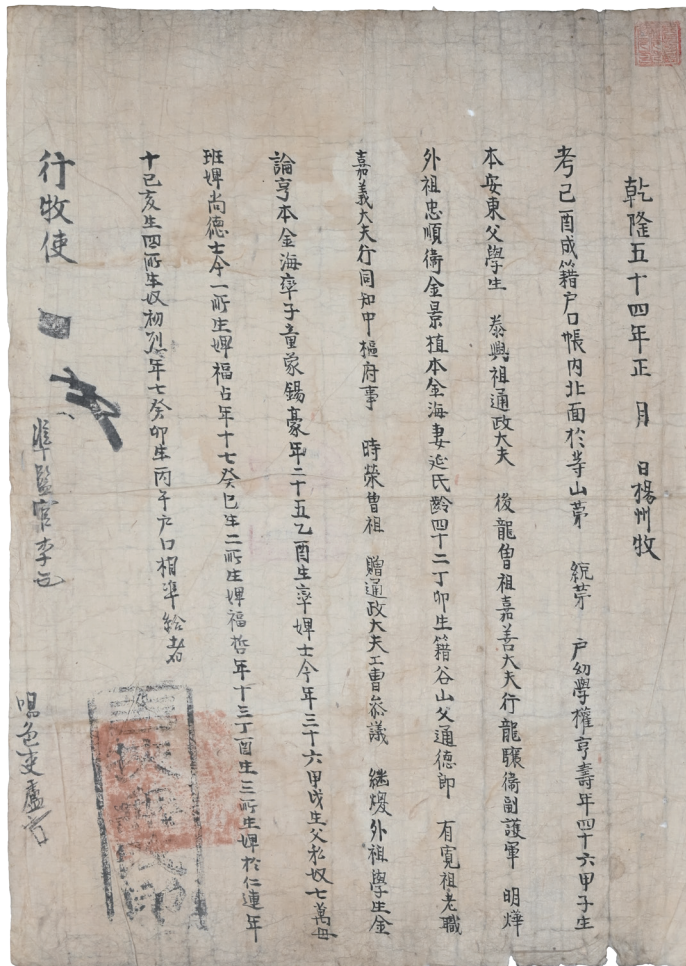 乾隆五十四年正 月 日楊州牧
考己酉成籍戶口帳內北面於等山苐 統苐 戶幼學權亨壽年四十六甲子生
本安東父學生 泰興祖通政大夫 後龍曾祖嘉善大夫行龍驤衛副護軍 明燁
外祖忠順衛金景植本金海妻延氏齡四十二丁卯生籍谷山父通德郎 有寬祖老職
嘉義大夫行同知中樞府事 時榮曾祖 贈通政大夫工曹叅議 継煖外祖學生金
論亨本金海率子童蒙錫豪年二十五乙酉生率婢士今年三十六甲戌生父私奴七萬母
班婢尚德士今一所生婢福占年十七癸巳生二所生婢福哲年十三丁酉生三所生婢於仁連年
十己亥生四所生奴初烈年七癸卯生丙午戶口相準給者
行牧使
準監官李
唱色吏盧